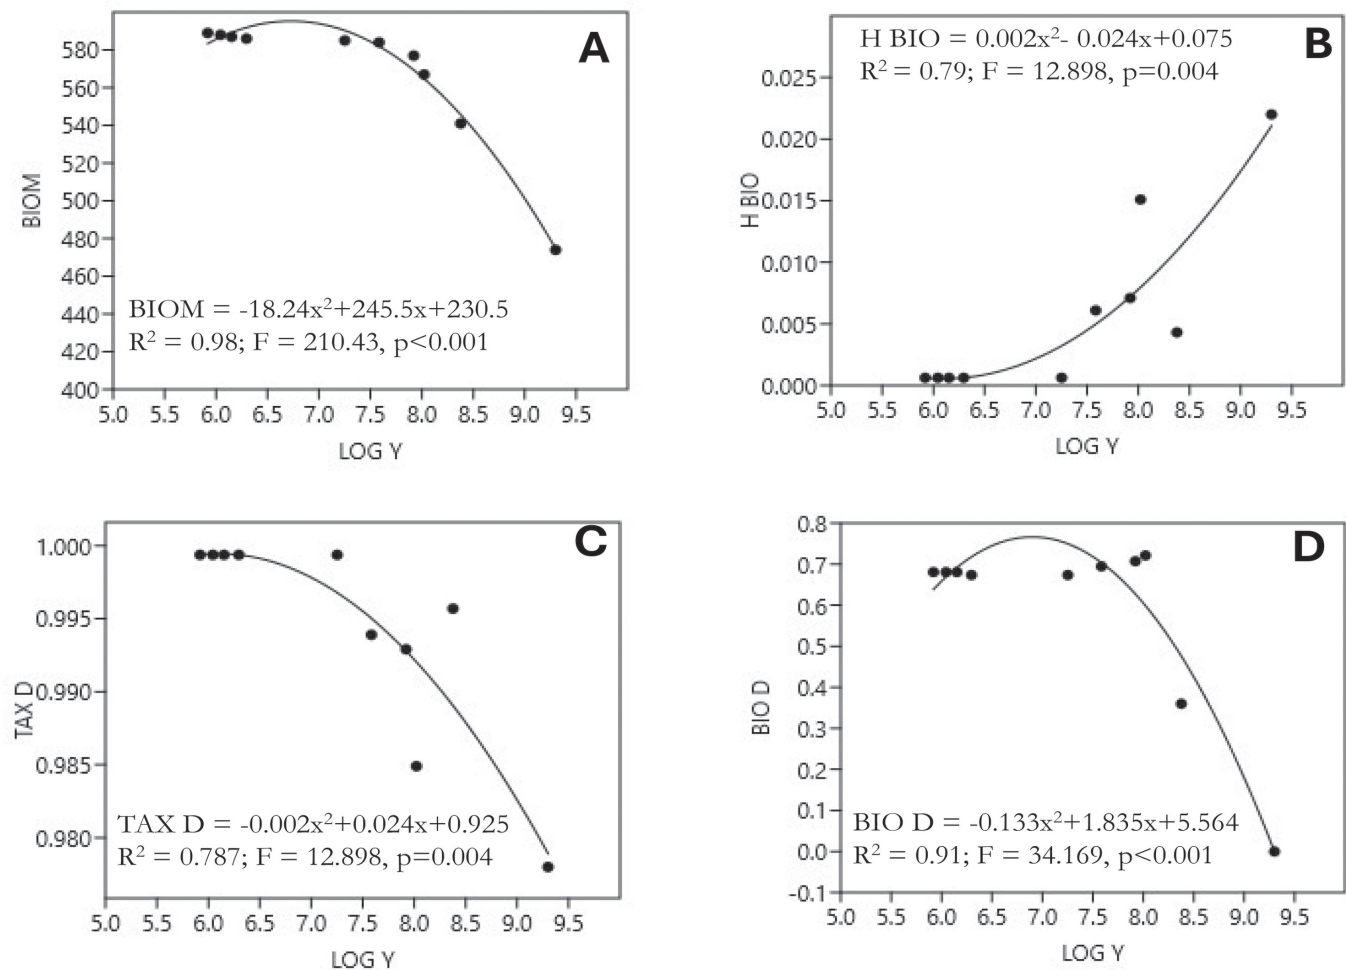 A
580
560
540
520
500
480
460
440
420
400
BIOM
BIOM = -18.24x²+245.5x+230.5
R² = 0.98; F = 210.43, p<0.001
5.0 5.5 6.0 6.5 7.0 7.5 8.0 8.5 9.0 9.5
LOG Y
B
H BIO = 0.002x²- 0.024x+0.075
R² = 0.79; F = 12.898, p=0.004
0.025
0.020
0.015
0.010
0.005
0.000
H BIO
5.0 5.5 6.0 6.5 7.0 7.5 8.0 8.5 9.0 9.5
LOG Y
C
1.000
0.995
0.990
0.985
0.980
TAX D
TAX D = -0.002x²+0.024x+0.925
R² = 0.787; F = 12.898, p=0.004
5.0 5.5 6.0 6.5 7.0 7.5 8.0 8.5 9.0 9.5
LOG Y
D
0.8
0.7
0.6
0.5
0.4
0.3
0.2
0.1
0.0
-0.1
BIO D
BIO D = -0.133x²+1.835x+5.564
R² = 0.91; F = 34.169, p<0.001
5.0 5.5 6.0 6.5 7.0 7.5 8.0 8.5 9.0 9.5
LOG Y